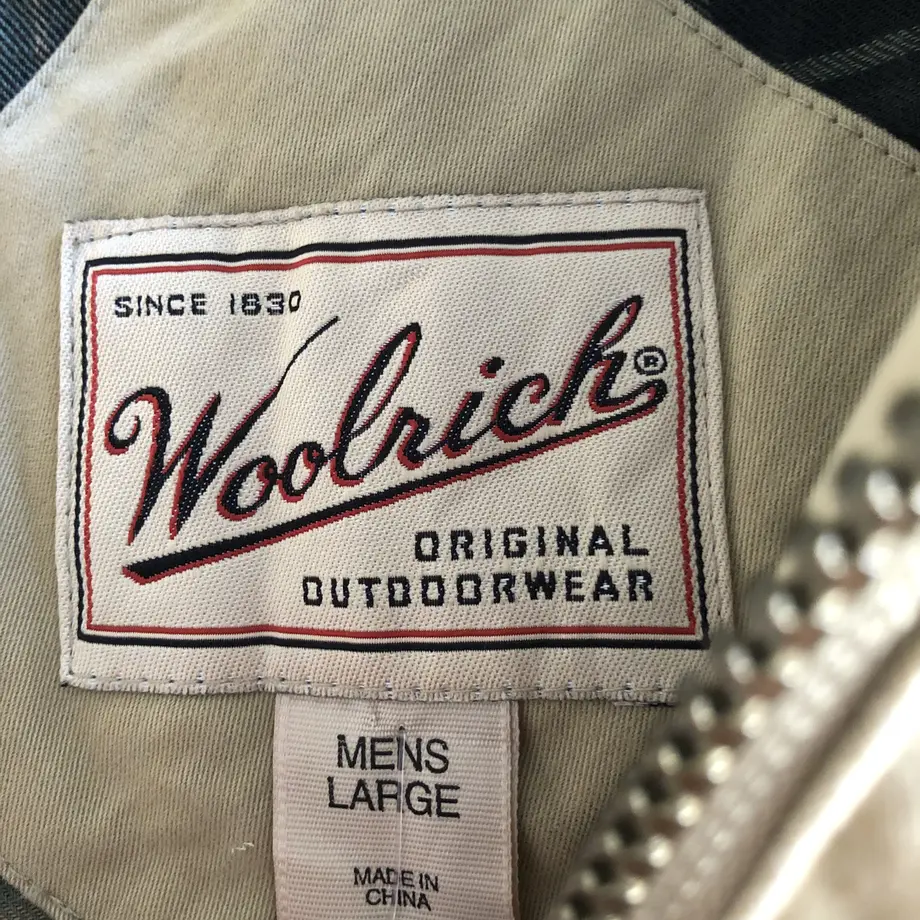 SINCE 1830
Woolrich®
ORIGINAL
OUTDOORWEAR
MENS
LARGE
MADE IN
CHINA